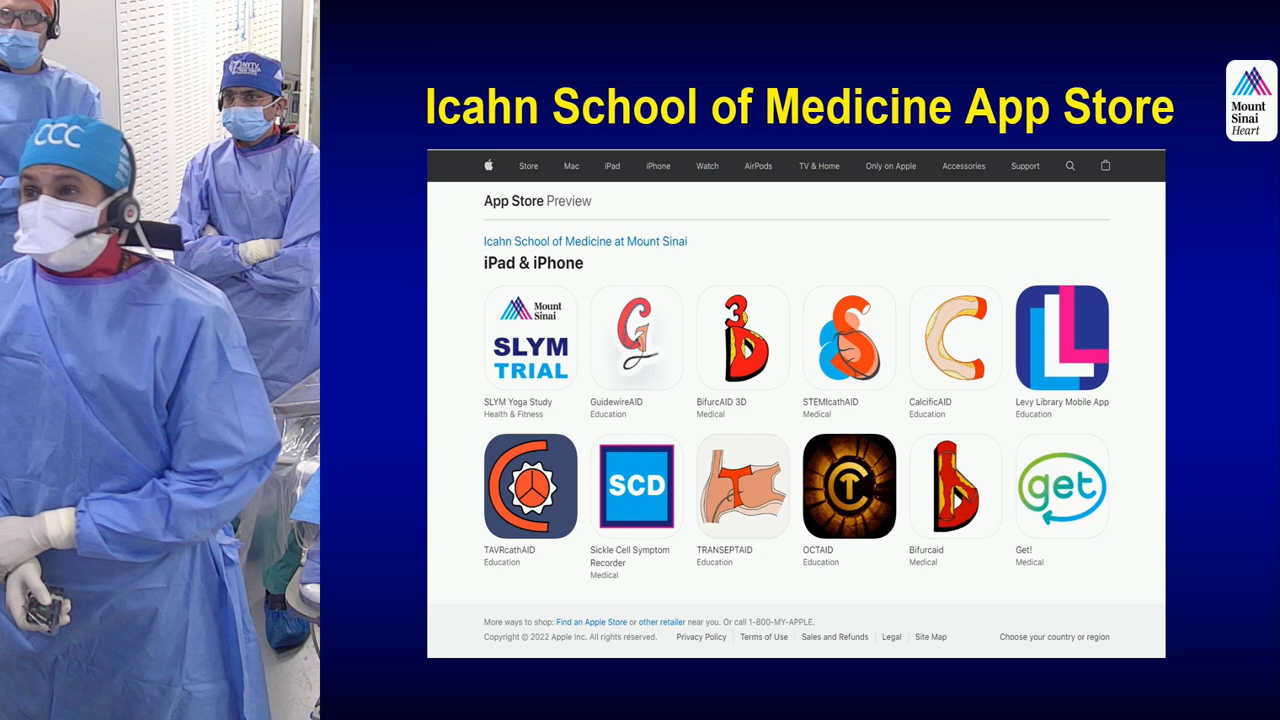 CCC
NYTV
Icahn School of Medicine App Store
Mount
Sinai
Heart
Store Mac iPad iPhone Watch AirPods TV & Home Only on Apple Accessories Support
App Store Preview
Icahn School of Medicine at Mount Sinai
iPad & iPhone
Mount
Sinai
SLYM
TRIAL
G
3
B
S
C
L
SLYM Yoga Study GuidewireAID BifurcAID 3D STEMIcathAID CalcificAID Levy Library Mobile App
Health & Fitness Education Medical Medical Education Education
C
SCD
T
CT
b
get
TAVRcathAID Sickle Cell Symptom TRANSEPTAID OCTAID Bifurcaid Get!
Education Recorder Education Education Medical Medical
Medical
More ways to shop: Find an Apple Store or other retailer near you. Or call 1-800-MY-APPLE.
Copyright © 2022 Apple Inc. All rights reserved. Privacy Policy Terms of Use Sales and Refunds Legal Site Map Choose your country or region